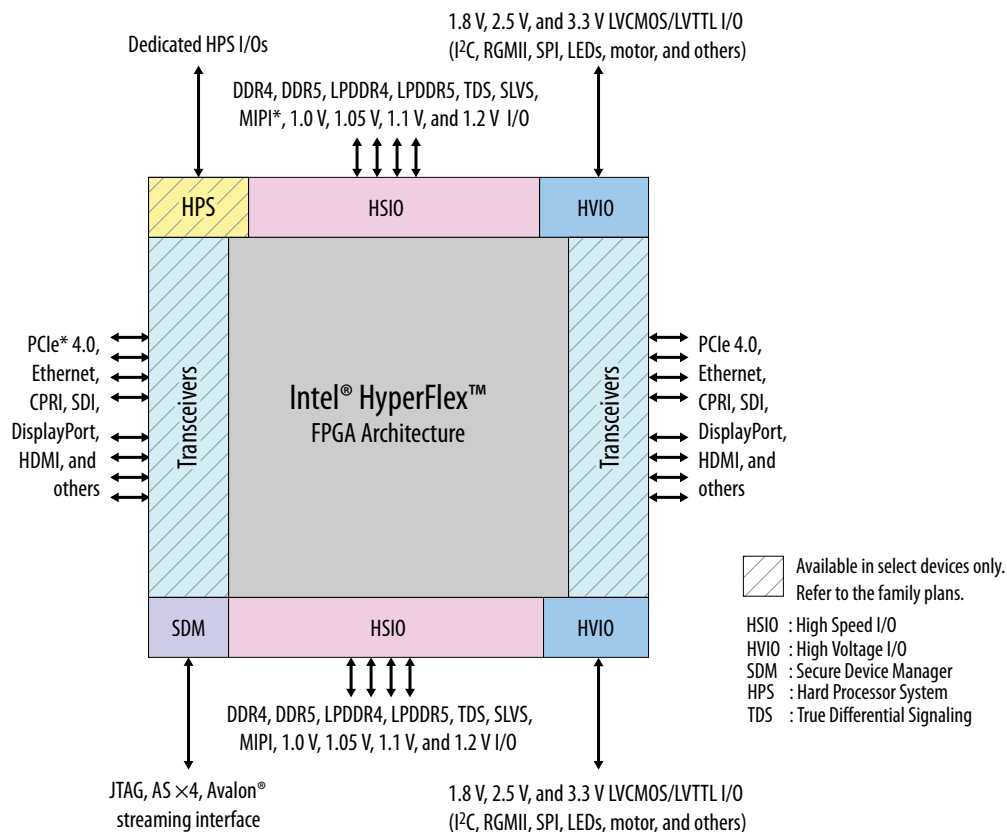 Dedicated HPS I/Os
1.8 V, 2.5 V, and 3.3 V LVCMOS/LVTTL I/O
(I²C, RGMII, SPI, LEDs, motor, and others)
DDR4, DDR5, LPDDR4, LPDDR5, TDS, SLVS,
MIPI*, 1.0 V, 1.05 V, 1.1 V, and 1.2 V I/O
HPS
HSIO
HVIO
PCIe* 4.0,
Ethernet,
CPRI, SDI,
DisplayPort,
HDMI, and
others
Transceivers
Intel® HyperFlex™
FPGA Architecture
Transceivers
PCIe 4.0,
Ethernet,
CPRI, SDI,
DisplayPort,
HDMI, and
others
SDM
HSIO
HVIO
DDR4, DDR5, LPDDR4, LPDDR5, TDS, SLVS,
MIPI, 1.0 V, 1.05 V, 1.1 V, and 1.2 V I/O
JTAG, AS ×4, Avalon®
streaming interface
1.8 V, 2.5 V, and 3.3 V LVCMOS/LVTTL I/O
(I²C, RGMII, SPI, LEDs, motor, and others)
Available in select devices only.
Refer to the family plans.
HSIO : High Speed I/O
HVIO : High Voltage I/O
SDM : Secure Device Manager
HPS : Hard Processor System
TDS : True Differential Signaling